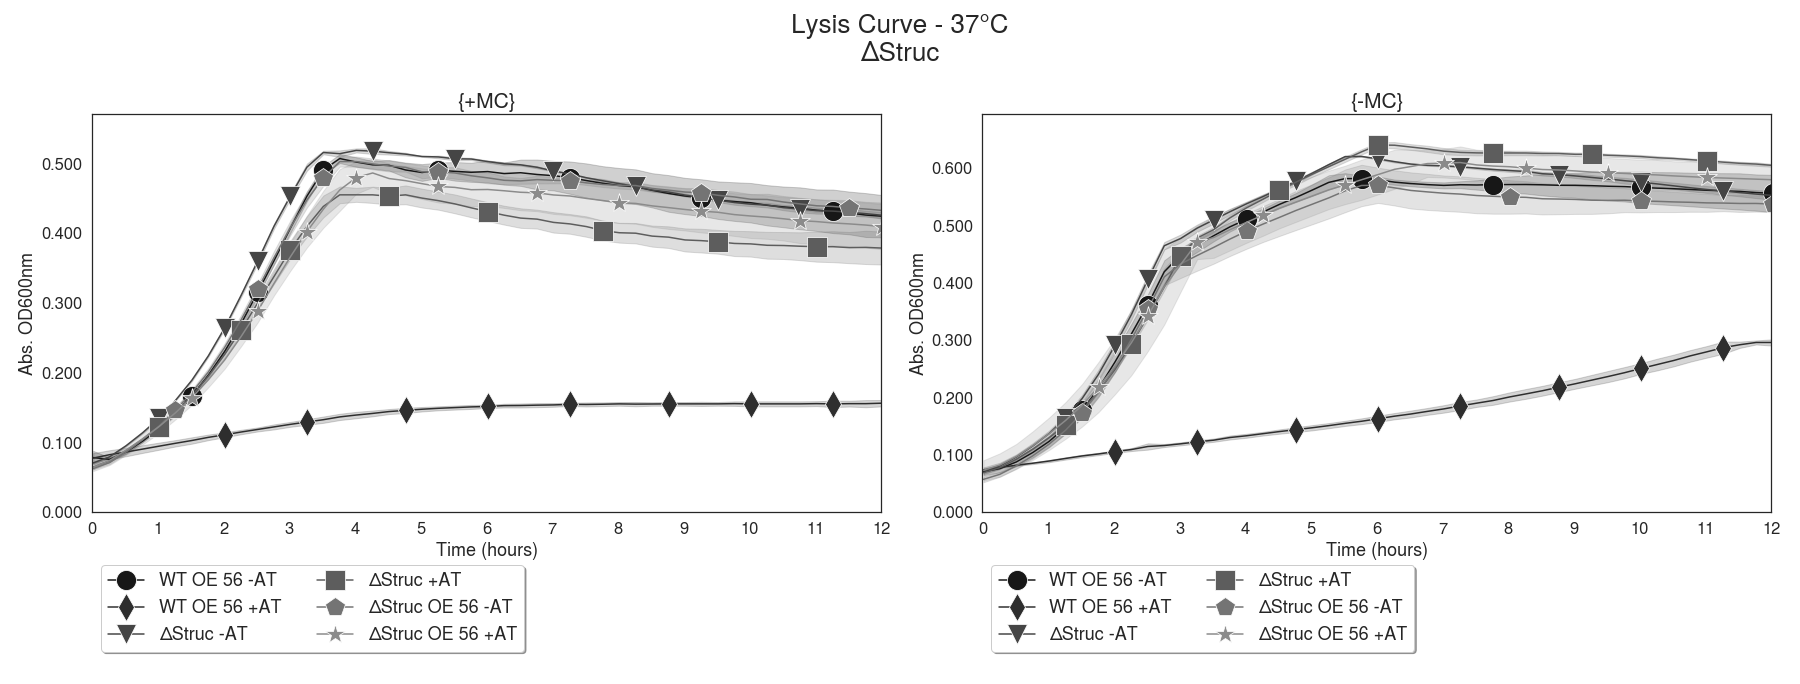 Lysis Curve - 37°C
ΔStruc
{+MC}
Abs. OD600nm
0.500
0.400
0.300
0.200
0.100
0.000
0 1 2 3 4 5 6 7 8 9 10 11 12
Time (hours)
WT OE 56 -AT
WT OE 56 +AT
ΔStruc -AT
ΔStruc +AT
ΔStruc OE 56 -AT
ΔStruc OE 56 +AT
{-MC}
Abs. OD600nm
0.600
0.500
0.400
0.300
0.200
0.100
0.000
0 1 2 3 4 5 6 7 8 9 10 11 12
Time (hours)
WT OE 56 -AT
WT OE 56 +AT
ΔStruc -AT
ΔStruc +AT
ΔStruc OE 56 -AT
ΔStruc OE 56 +AT